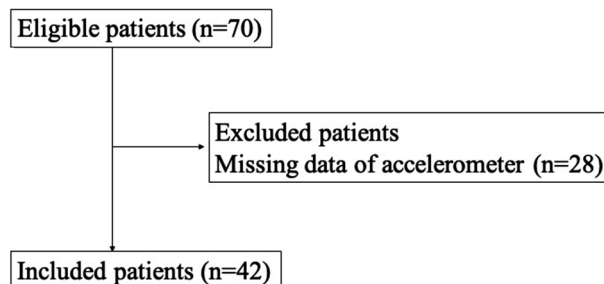 Eligible patients (n=70)
Excluded patients
Missing data of accelerometer (n=28)
Included patients (n=42)